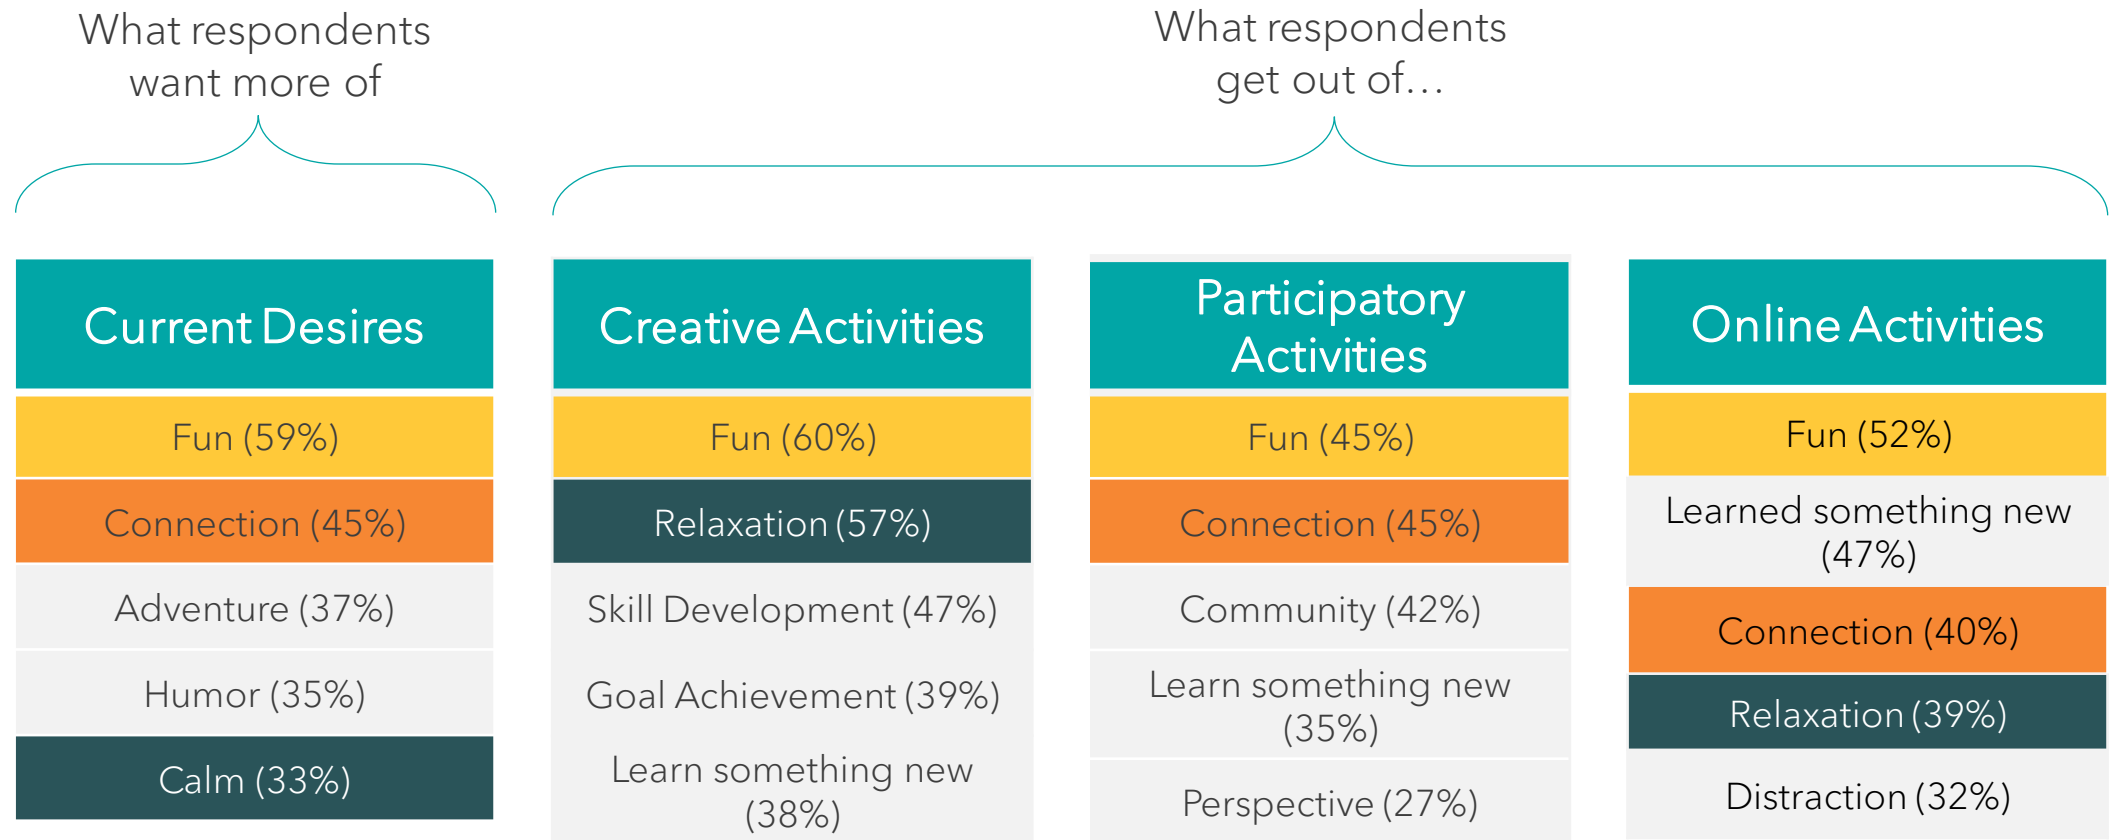 What respondents
want more of
What respondents
get out of…
Current Desires
Fun (59%)
Connection (45%)
Adventure (37%)
Humor (35%)
Calm (33%)
Creative Activities
Fun (60%)
Relaxation (57%)
Skill Development (47%)
Goal Achievement (39%)
Learn something new
(38%)
Participatory
Activities
Fun (45%)
Connection (45%)
Community (42%)
Learn something new
(35%)
Perspective (27%)
Online Activities
Fun (52%)
Learned something new
(47%)
Connection (40%)
Relaxation (39%)
Distraction (32%)